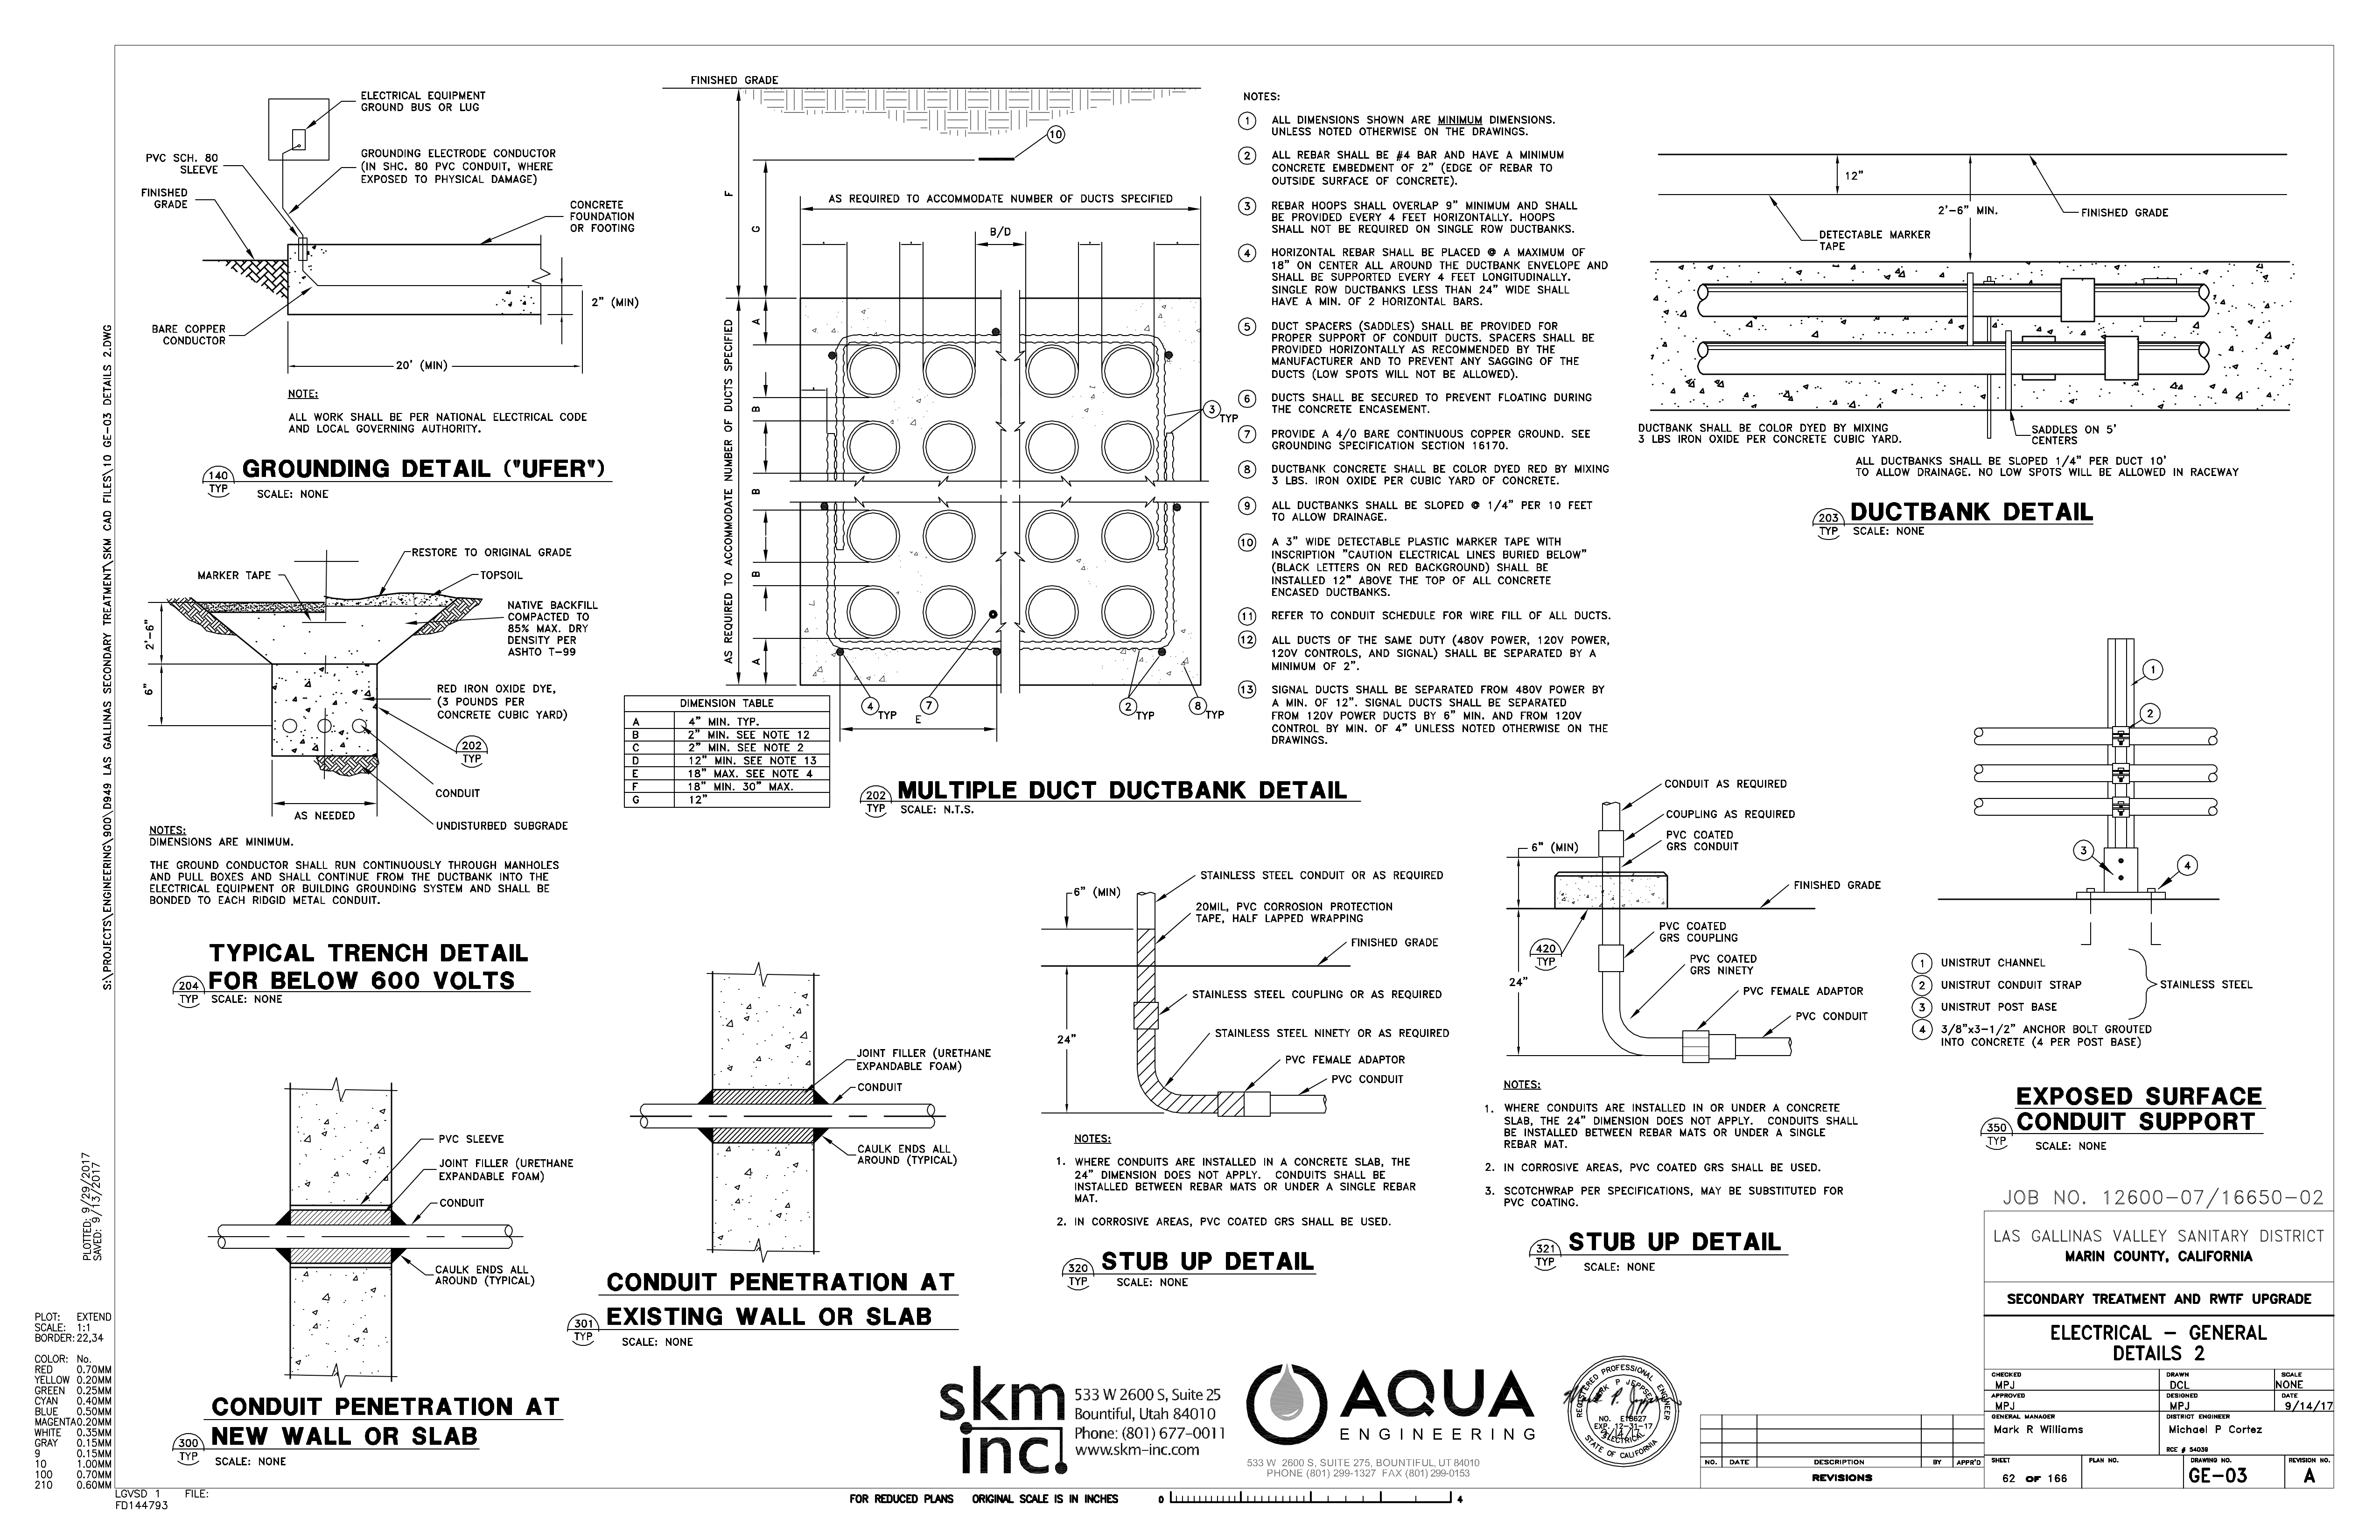 ELECTRICAL EQUIPMENT
GROUND BUS OR LUG
PVC SCH. 80
SLEEVE
GROUNDING ELECTRODE CONDUCTOR
(IN SHC. 80 PVC CONDUIT, WHERE
EXPOSED TO PHYSICAL DAMAGE)
FINISHED
GRADE
CONCRETE
FOUNDATION
OR FOOTING
2" (MIN)
BARE COPPER
CONDUCTOR
20' (MIN)
NOTE:
ALL WORK SHALL BE PER NATIONAL ELECTRICAL CODE
AND LOCAL GOVERNING AUTHORITY.
140
TYP
GROUNDING DETAIL ("UFER")
SCALE: NONE
RESTORE TO ORIGINAL GRADE
MARKER TAPE
TOPSOIL
NATIVE BACKFILL
COMPACTED TO
85% MAX. DRY
DENSITY PER
ASHTO T-99
2'-6"
6"
RED IRON OXIDE DYE,
(3 POUNDS PER
CONCRETE CUBIC YARD)
202
TYP
CONDUIT
AS NEEDED
UNDISTURBED SUBGRADE
NOTES:
DIMENSIONS ARE MINIMUM.
THE GROUND CONDUCTOR SHALL RUN CONTINUOUSLY THROUGH MANHOLES
AND PULL BOXES AND SHALL CONTINUE FROM THE DUCTBANK INTO THE
ELECTRICAL EQUIPMENT OR BUILDING GROUNDING SYSTEM AND SHALL BE
BONDED TO EACH RIDGID METAL CONDUIT.
204
TYP
TYPICAL TRENCH DETAIL
FOR BELOW 600 VOLTS
SCALE: NONE
PVC SLEEVE
JOINT FILLER (URETHANE
EXPANDABLE FOAM)
CONDUIT
CAULK ENDS ALL
AROUND (TYPICAL)
300
TYP
CONDUIT PENETRATION AT
NEW WALL OR SLAB
SCALE: NONE
FINISHED GRADE
10
F
G
AS REQUIRED TO ACCOMMODATE NUMBER OF DUCTS SPECIFIED
B/D
AS REQUIRED TO ACCOMMODATE NUMBER OF DUCTS SPECIFIED
A
B
B
B
A
3
TYP
4
TYP
7
E
2
TYP
8
TYP
DIMENSION TABLE
A 4" MIN. TYP.
B 2" MIN. SEE NOTE 12
C 2" MIN. SEE NOTE 2
D 12" MIN. SEE NOTE 13
E 18" MAX. SEE NOTE 4
F 18" MIN. 30" MAX.
G 12"
202
TYP
MULTIPLE DUCT DUCTBANK DETAIL
SCALE: N.T.S.
NOTES:
1 ALL DIMENSIONS SHOWN ARE MINIMUM DIMENSIONS.
UNLESS NOTED OTHERWISE ON THE DRAWINGS.
2 ALL REBAR SHALL BE #4 BAR AND HAVE A MINIMUM
CONCRETE EMBEDMENT OF 2" (EDGE OF REBAR TO
OUTSIDE SURFACE OF CONCRETE).
3 REBAR HOOPS SHALL OVERLAP 9" MINIMUM AND SHALL
BE PROVIDED EVERY 4 FEET HORIZONTALLY. HOOPS
SHALL NOT BE REQUIRED ON SINGLE ROW DUCTBANKS.
4 HORIZONTAL REBAR SHALL BE PLACED @ A MAXIMUM OF
18" ON CENTER ALL AROUND THE DUCTBANK ENVELOPE AND
SHALL BE SUPPORTED EVERY 4 FEET LONGITUDINALLY.
SINGLE ROW DUCTBANKS LESS THAN 24" WIDE SHALL
HAVE A MIN. OF 2 HORIZONTAL BARS.
5 DUCT SPACERS (SADDLES) SHALL BE PROVIDED FOR
PROPER SUPPORT OF CONDUIT DUCTS. SPACERS SHALL BE
PROVIDED HORIZONTALLY AS RECOMMENDED BY THE
MANUFACTURER AND TO PREVENT ANY SAGGING OF THE
DUCTS (LOW SPOTS WILL NOT BE ALLOWED).
6 DUCTS SHALL BE SECURED TO PREVENT FLOATING DURING
THE CONCRETE ENCASEMENT.
7 PROVIDE A 4/0 BARE CONTINUOUS COPPER GROUND. SEE
GROUNDING SPECIFICATION SECTION 16170.
8 DUCTBANK CONCRETE SHALL BE COLOR DYED RED BY MIXING
3 LBS. IRON OXIDE PER CUBIC YARD OF CONCRETE.
9 ALL DUCTBANKS SHALL BE SLOPED @ 1/4" PER 10 FEET
TO ALLOW DRAINAGE.
10 A 3" WIDE DETECTABLE PLASTIC MARKER TAPE WITH
INSCRIPTION "CAUTION ELECTRICAL LINES BURIED BELOW"
(BLACK LETTERS ON RED BACKGROUND) SHALL BE
INSTALLED 12" ABOVE THE TOP OF ALL CONCRETE
ENCASED DUCTBANKS.
11 REFER TO CONDUIT SCHEDULE FOR WIRE FILL OF ALL DUCTS.
12 ALL DUCTS OF THE SAME DUTY (480V POWER, 120V POWER,
120V CONTROLS, AND SIGNAL) SHALL BE SEPARATED BY A
MINIMUM OF 2".
13 SIGNAL DUCTS SHALL BE SEPARATED FROM 480V POWER BY
A MIN. OF 12". SIGNAL DUCTS SHALL BE SEPARATED
FROM 120V POWER DUCTS BY 6" MIN. AND FROM 120V
CONTROL BY MIN. OF 4" UNLESS NOTED OTHERWISE ON THE
DRAWINGS.
12"
2'-6" MIN.
FINISHED GRADE
DETECTABLE MARKER
TAPE
DUCTBANK SHALL BE COLOR DYED BY MIXING
3 LBS IRON OXIDE PER CONCRETE CUBIC YARD.
SADDLES ON 5'
CENTERS
ALL DUCTBANKS SHALL BE SLOPED 1/4" PER DUCT 10'
TO ALLOW DRAINAGE. NO LOW SPOTS WILL BE ALLOWED IN RACEWAY
203
TYP
DUCTBANK DETAIL
SCALE: NONE
JOINT FILLER (URETHANE
EXPANDABLE FOAM)
CONDUIT
CAULK ENDS ALL
AROUND (TYPICAL)
301
TYP
CONDUIT PENETRATION AT
EXISTING WALL OR SLAB
SCALE: NONE
6" (MIN)
STAINLESS STEEL CONDUIT OR AS REQUIRED
20MIL, PVC CORROSION PROTECTION
TAPE, HALF LAPPED WRAPPING
FINISHED GRADE
STAINLESS STEEL COUPLING OR AS REQUIRED
24"
STAINLESS STEEL NINETY OR AS REQUIRED
PVC FEMALE ADAPTOR
PVC CONDUIT
NOTES:
1. WHERE CONDUITS ARE INSTALLED IN A CONCRETE SLAB, THE
24" DIMENSION DOES NOT APPLY. CONDUITS SHALL BE
INSTALLED BETWEEN REBAR MATS OR UNDER A SINGLE REBAR
MAT.
2. IN CORROSIVE AREAS, PVC COATED GRS SHALL BE USED.
320
TYP
STUB UP DETAIL
SCALE: NONE
CONDUIT AS REQUIRED
COUPLING AS REQUIRED
6" (MIN)
PVC COATED
GRS CONDUIT
FINISHED GRADE
420
TYP
PVC COATED
GRS COUPLING
PVC COATED
GRS NINETY
24"
PVC FEMALE ADAPTOR
PVC CONDUIT
NOTES:
1. WHERE CONDUITS ARE INSTALLED IN OR UNDER A CONCRETE
SLAB, THE 24" DIMENSION DOES NOT APPLY. CONDUITS SHALL
BE INSTALLED BETWEEN REBAR MATS OR UNDER A SINGLE
REBAR MAT.
2. IN CORROSIVE AREAS, PVC COATED GRS SHALL BE USED.
3. SCOTCHWRAP PER SPECIFICATIONS, MAY BE SUBSTITUTED FOR
PVC COATING.
321
TYP
STUB UP DETAIL
SCALE: NONE
1
2
3
4
1 UNISTRUT CHANNEL
2 UNISTRUT CONDUIT STRAP
3 UNISTRUT POST BASE
STAINLESS STEEL
4 3/8"x3-1/2" ANCHOR BOLT GROUTED
INTO CONCRETE (4 PER POST BASE)
350
TYP
EXPOSED SURFACE
CONDUIT SUPPORT
SCALE: NONE
JOB NO. 12600-07/16650-02
LAS GALLINAS VALLEY SANITARY DISTRICT
MARIN COUNTY, CALIFORNIA
SECONDARY TREATMENT AND RWTF UPGRADE
ELECTRICAL - GENERAL
DETAILS 2
CHECKED
MPJ
DRAWN
DCL
SCALE
NONE
APPROVED
MPJ
DESIGNED
MPJ
DATE
9/14/17
GENERAL MANAGER
Mark R Williams
DISTRICT ENGINEER
Michael P Cortez
RCE # 54039
SHEET
62 OF 166
PLAN NO.
DRAWING NO.
GE-03
REVISION NO.
A
NO. DATE DESCRIPTION BY APPR'D
REVISIONS
skm
inc.
533 W 2600 S, Suite 25
Bountiful, Utah 84010
Phone: (801) 677-0011
www.skm-inc.com
AQUA
ENGINEERING
533 W 2600 S, SUITE 275, BOUNTIFUL, UT 84010
PHONE (801) 299-1327 FAX (801) 299-0153
REGISTERED PROFESSIONAL ENGINEER
MARK P JEPPSEN
NO. E18627
EXP. 12-31-17
9/14/17
ELECTRICAL
STATE OF CALIFORNIA
FOR REDUCED PLANS ORIGINAL SCALE IS IN INCHES 0 4
S:\PROJECTS\ENGINEERING\900\D949 LAS GALLINAS SECONDARY TREATMENT\SKM CAD FILES\10 GE-03 DETAILS 2.DWG
PLOTTED: 9/29/2017
SAVED: 9/13/2017
PLOT: EXTEND
SCALE: 1:1
BORDER: 22,34
COLOR: No.
RED 0.70MM
YELLOW 0.20MM
GREEN 0.25MM
CYAN 0.40MM
BLUE 0.50MM
MAGENTA 0.20MM
WHITE 0.35MM
GRAY 0.15MM
9 0.15MM
10 1.00MM
100 0.70MM
210 0.60MM
LGVSD 1 FILE:
FD144793